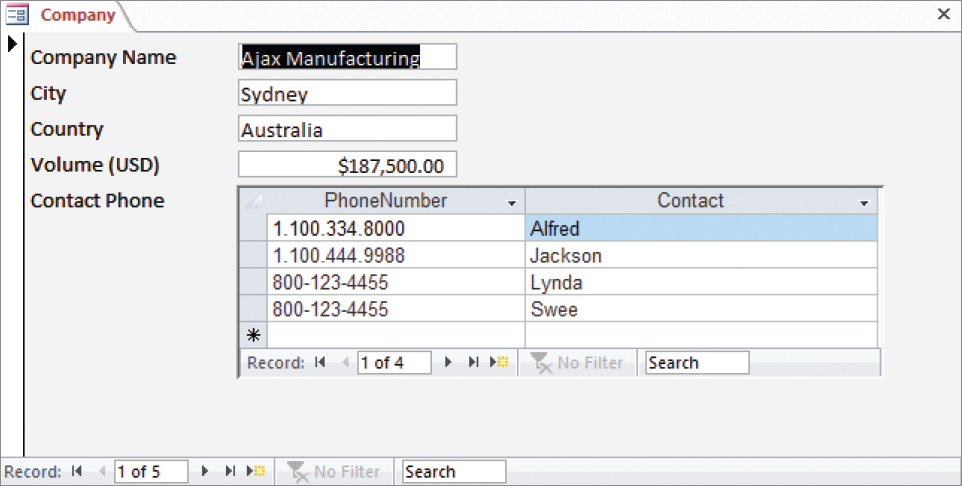 Company
Company Name Ajax Manufacturing
City Sydney
Country Australia
Volume (USD) $187,500.00
Contact Phone PhoneNumber Contact
1.100.334.8000 Alfred
1.100.444.9988 Jackson
800-123-4455 Lynda
800-123-4455 Swee
Record: 1 of 4 No Filter Search
Record: 1 of 5 No Filter Search